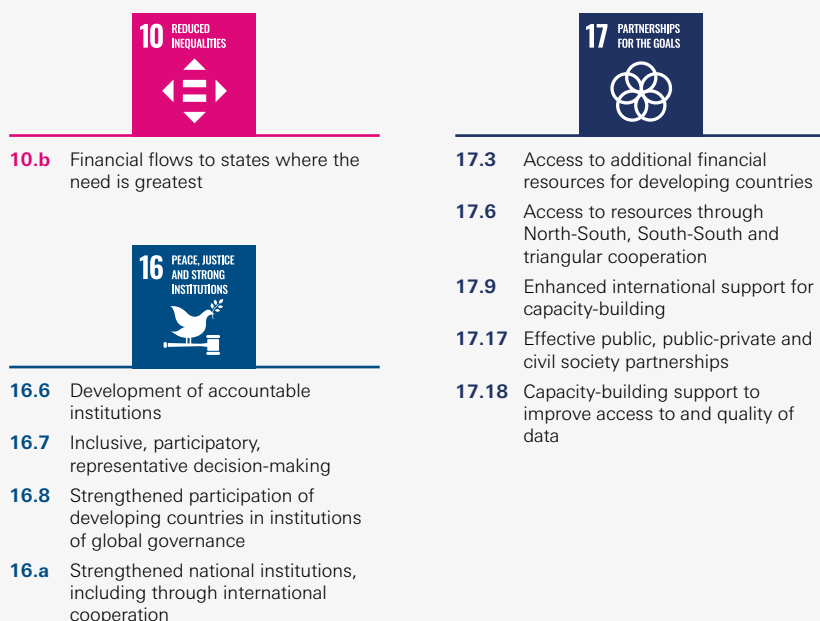 10 REDUCED
INEQUALITIES
10.b Financial flows to states where the
need is greatest
16 PEACE, JUSTICE
AND STRONG
INSTITUTIONS
16.6 Development of accountable
institutions
16.7 Inclusive, participatory,
representative decision-making
16.8 Strengthened participation of
developing countries in institutions
of global governance
16.a Strengthened national institutions,
including through international
cooperation
17 PARTNERSHIPS
FOR THE GOALS
17.3 Access to additional financial
resources for developing countries
17.6 Access to resources through
North-South, South-South and
triangular cooperation
17.9 Enhanced international support for
capacity-building
17.17 Effective public, public-private and
civil society partnerships
17.18 Capacity-building support to
improve access to and quality of
data